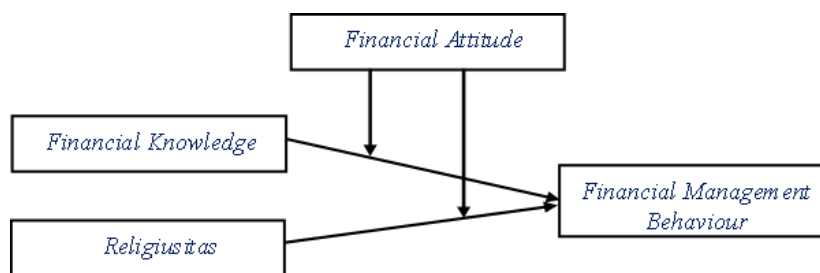 Financial Attitude
Financial Knowledge
Financial Management
Behaviour
Religiusitas